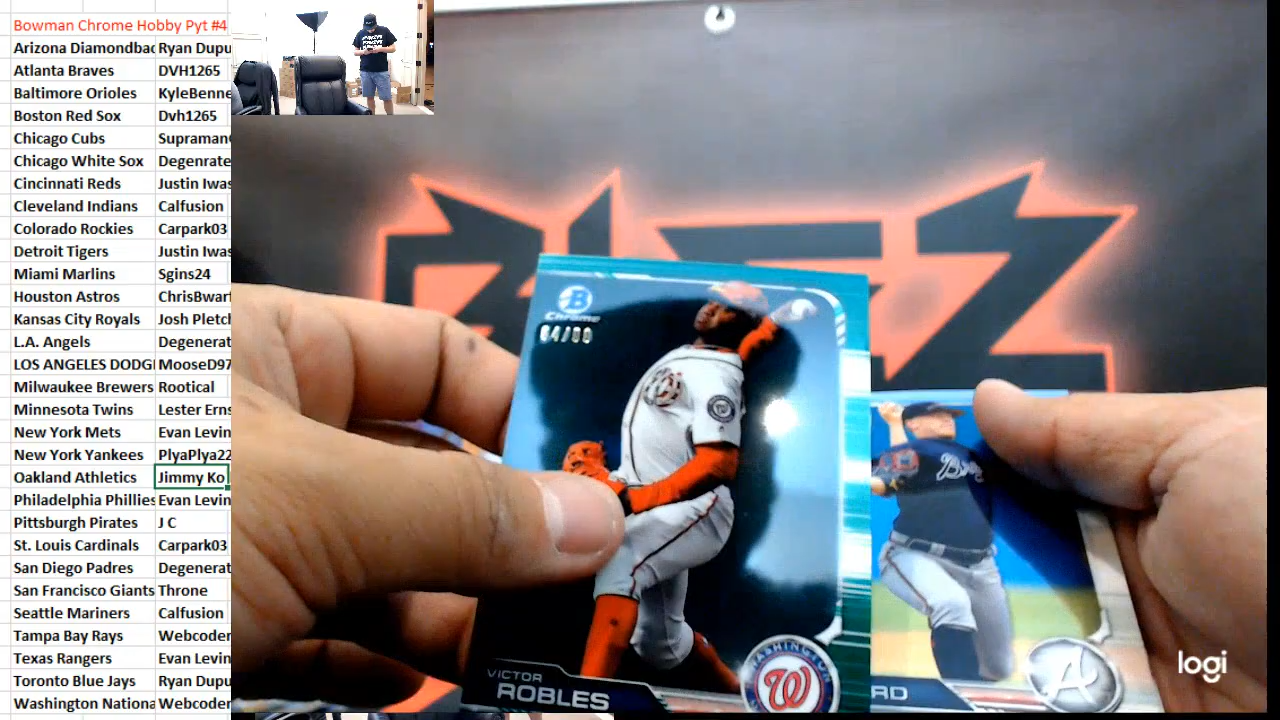 Bowman Chrome Hobby Pyt #4
Arizona Diamondbac Ryan Dupu
Atlanta Braves DVH1265
Baltimore Orioles KyleBenne
Boston Red Sox Dvh1265
Chicago Cubs Supraman
Chicago White Sox Degenrate
Cincinnati Reds Justin Iwas
Cleveland Indians Calfusion
Colorado Rockies Carpark03
Detroit Tigers Justin Iwas
Miami Marlins Sgins24
Houston Astros ChrisBwarf
Kansas City Royals Josh Pletch
L.A. Angels Degenerat
LOS ANGELES DODG MooseD97
Milwaukee Brewers Rootical
Minnesota Twins Lester Erns
New York Mets Evan Levin
New York Yankees PlyaPlya22
Oakland Athletics Jimmy Ko
Philadelphia Phillies Evan Levin
Pittsburgh Pirates J C
St. Louis Cardinals Carpark03
San Diego Padres Degenerat
San Francisco Giants Throne
Seattle Mariners Calfusion
Tampa Bay Rays Webcoder
Texas Rangers Evan Levin
Toronto Blue Jays Ryan Dupu
Washington Nationa Webcoder
B
Chrome
W
VICTOR
ROBLES
WASHINGTON
W
Braves
RD
A
logi